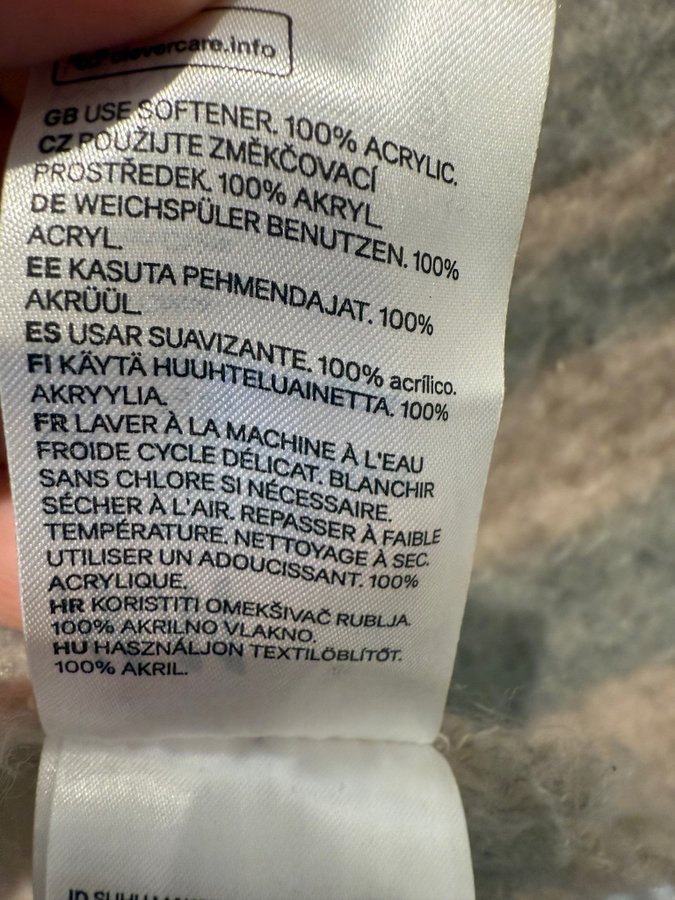 clevercare.info
GB USE SOFTENER. 100% ACRYLIC.
CZ POUŽIJTE ZMĚKČOVACÍ
PROSTŘEDEK. 100% AKRYL
DE WEICHSPÜLER BENUTZEN. 100%
ACRYL.
EE KASUTA PEHMENDAJAT. 100%
AKRÜÜL
ES USAR SUAVIZANTE. 100% acrílico.
FI KÄYTÄ HUUHTELUAINETTA. 100%
AKRYYLIA.
FR LAVER À LA MACHINE À L'EAU
FROIDE CYCLE DÉLICAT. BLANCHIR
SANS CHLORE SI NÉCESSAIRE.
SÉCHER À L'AIR. REPASSER À FAIBLE
TEMPÉRATURE. NETTOYAGE À SEC.
UTILISER UN ADOUCISSANT. 100%
ACRYLIQUE.
HR KORISTITI OMEKŠIVAČ RUBLJA.
100% AKRILNO VLAKNO.
HU HASZNÁLJON TEXTILÖBLÍTŐT.
100% AKRIL.